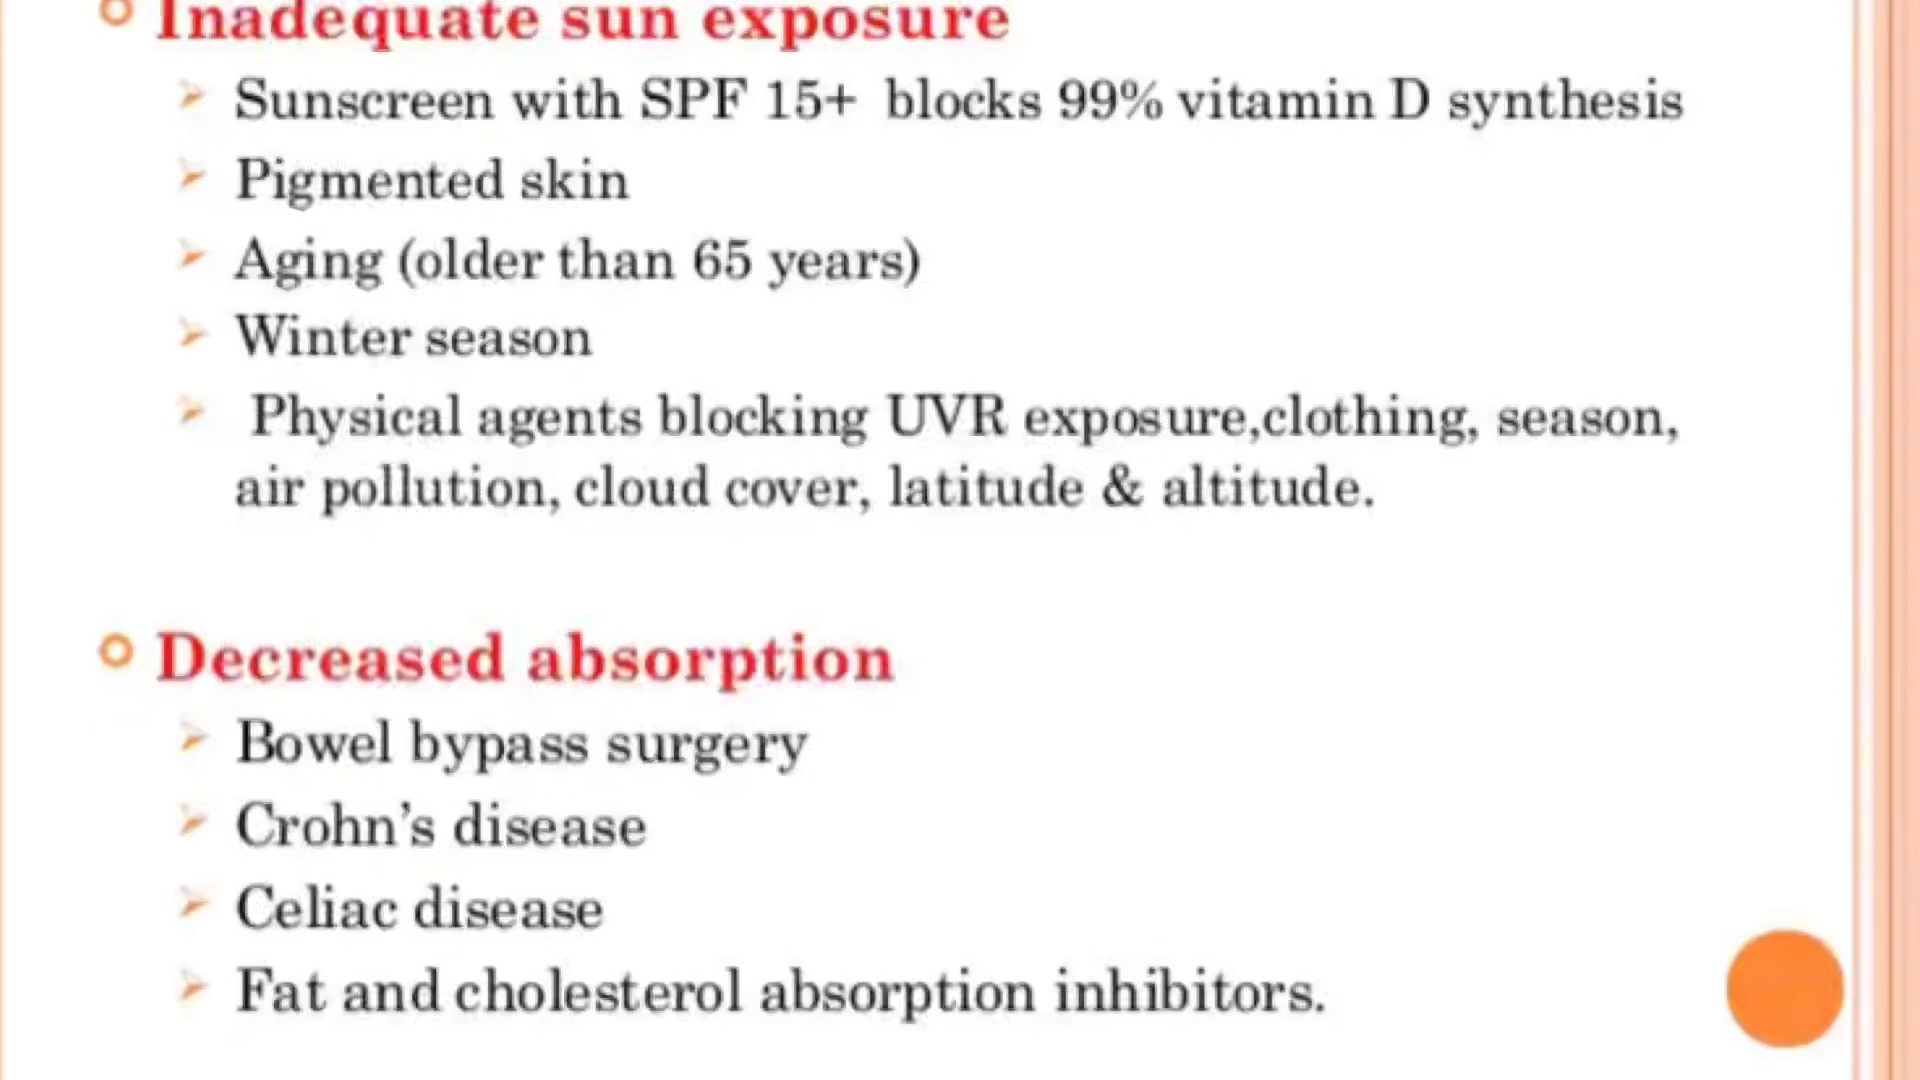 Inadequate sun exposure
Sunscreen with SPF 15+ blocks 99% vitamin D synthesis
Pigmented skin
Aging (older than 65 years)
Winter season
Physical agents blocking UVR exposure,clothing, season,
air pollution, cloud cover, latitude & altitude.
Decreased absorption
Bowel bypass surgery
Crohn's disease
Celiac disease
Fat and cholesterol absorption inhibitors.